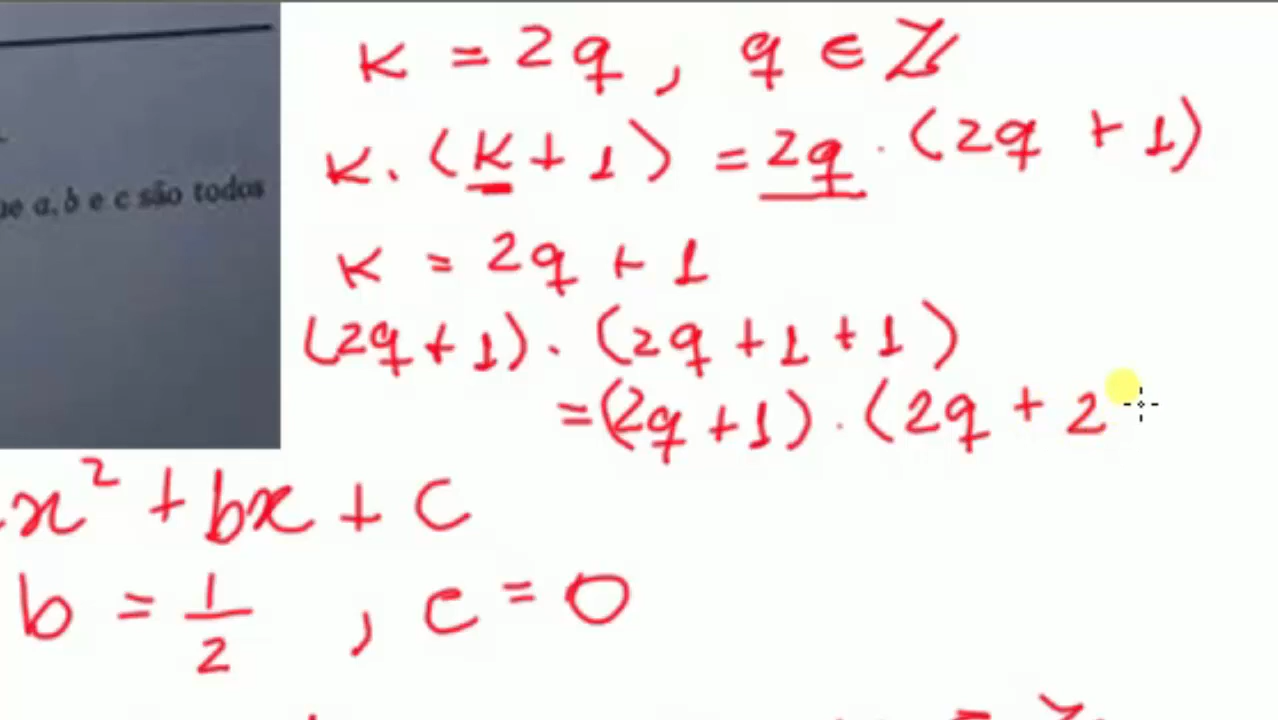 K = 2q , q ∈ ℤ
K . (K + 1) = 2q . (2q + 1)
ue a, b e c são todos
K = 2q + 1
(2q + 1) . (2q + 1 + 1)
= (2q + 1) . (2q + 2
x² + bx + c
b = 1/2 , c = 0